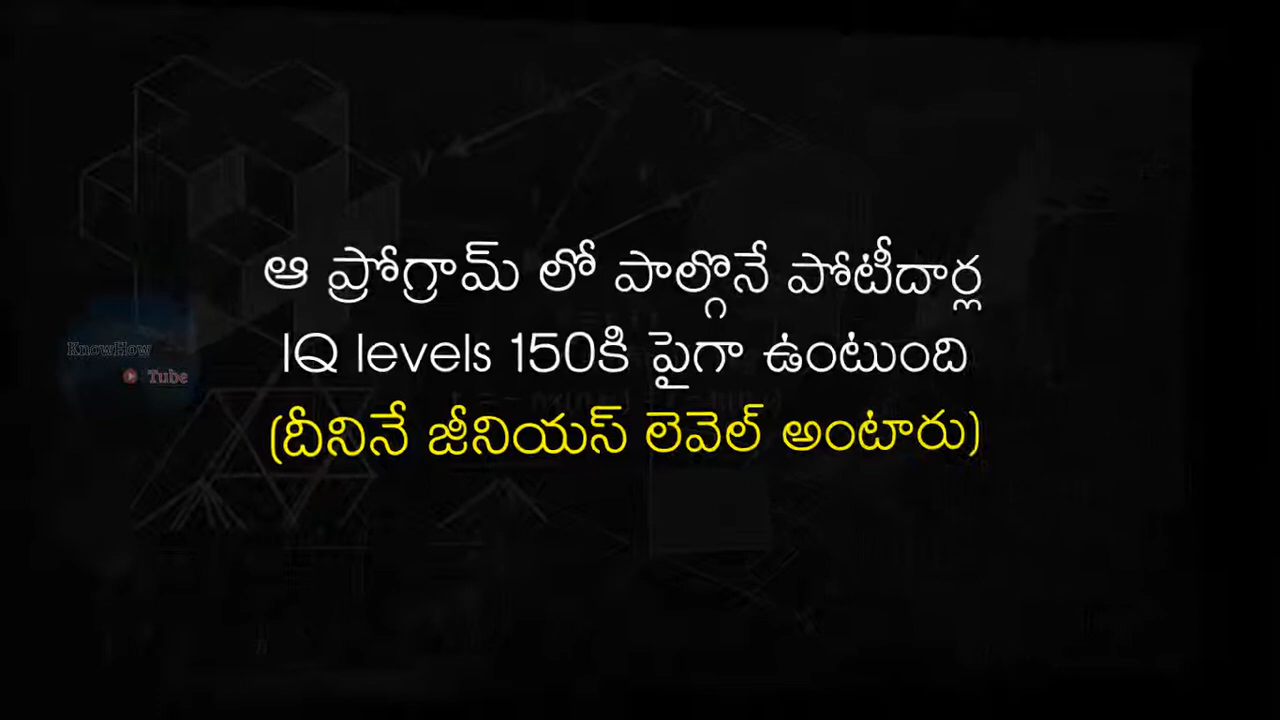 ఆ ప్రోగ్రామ్ లో పాల్గొనే పోటీదార్ల
IQ levels 150కి పైగా ఉంటుంది
KnowHow
Tube
(దీనినే జీనియస్ లెవెల్ అంటారు)